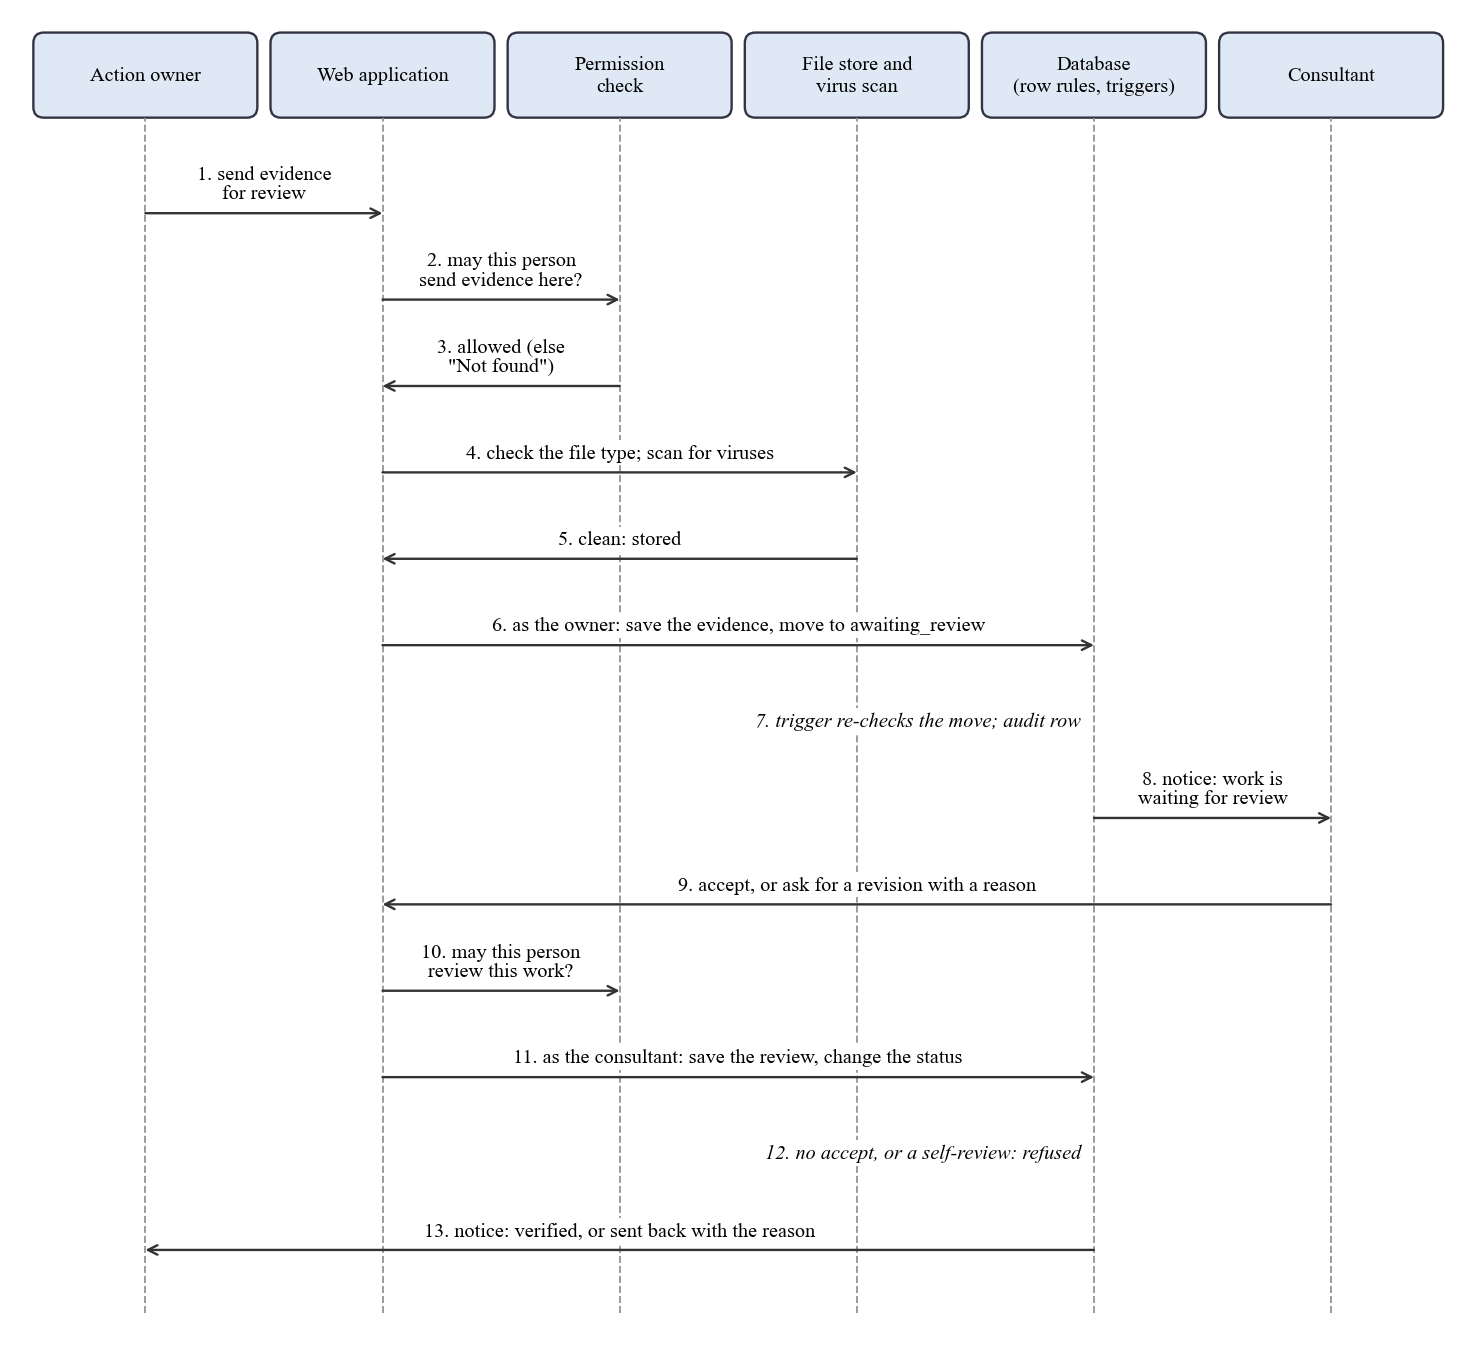 Action owner
Web application
Permission
check
File store and
virus scan
Database
(row rules, triggers)
Consultant
1. send evidence
for review
2. may this person
send evidence here?
3. allowed (else
"Not found")
4. check the file type; scan for viruses
5. clean: stored
6. as the owner: save the evidence, move to awaiting_review
7. trigger re-checks the move; audit row
8. notice: work is
waiting for review
9. accept, or ask for a revision with a reason
10. may this person
review this work?
11. as the consultant: save the review, change the status
12. no accept, or a self-review: refused
13. notice: verified, or sent back with the reason